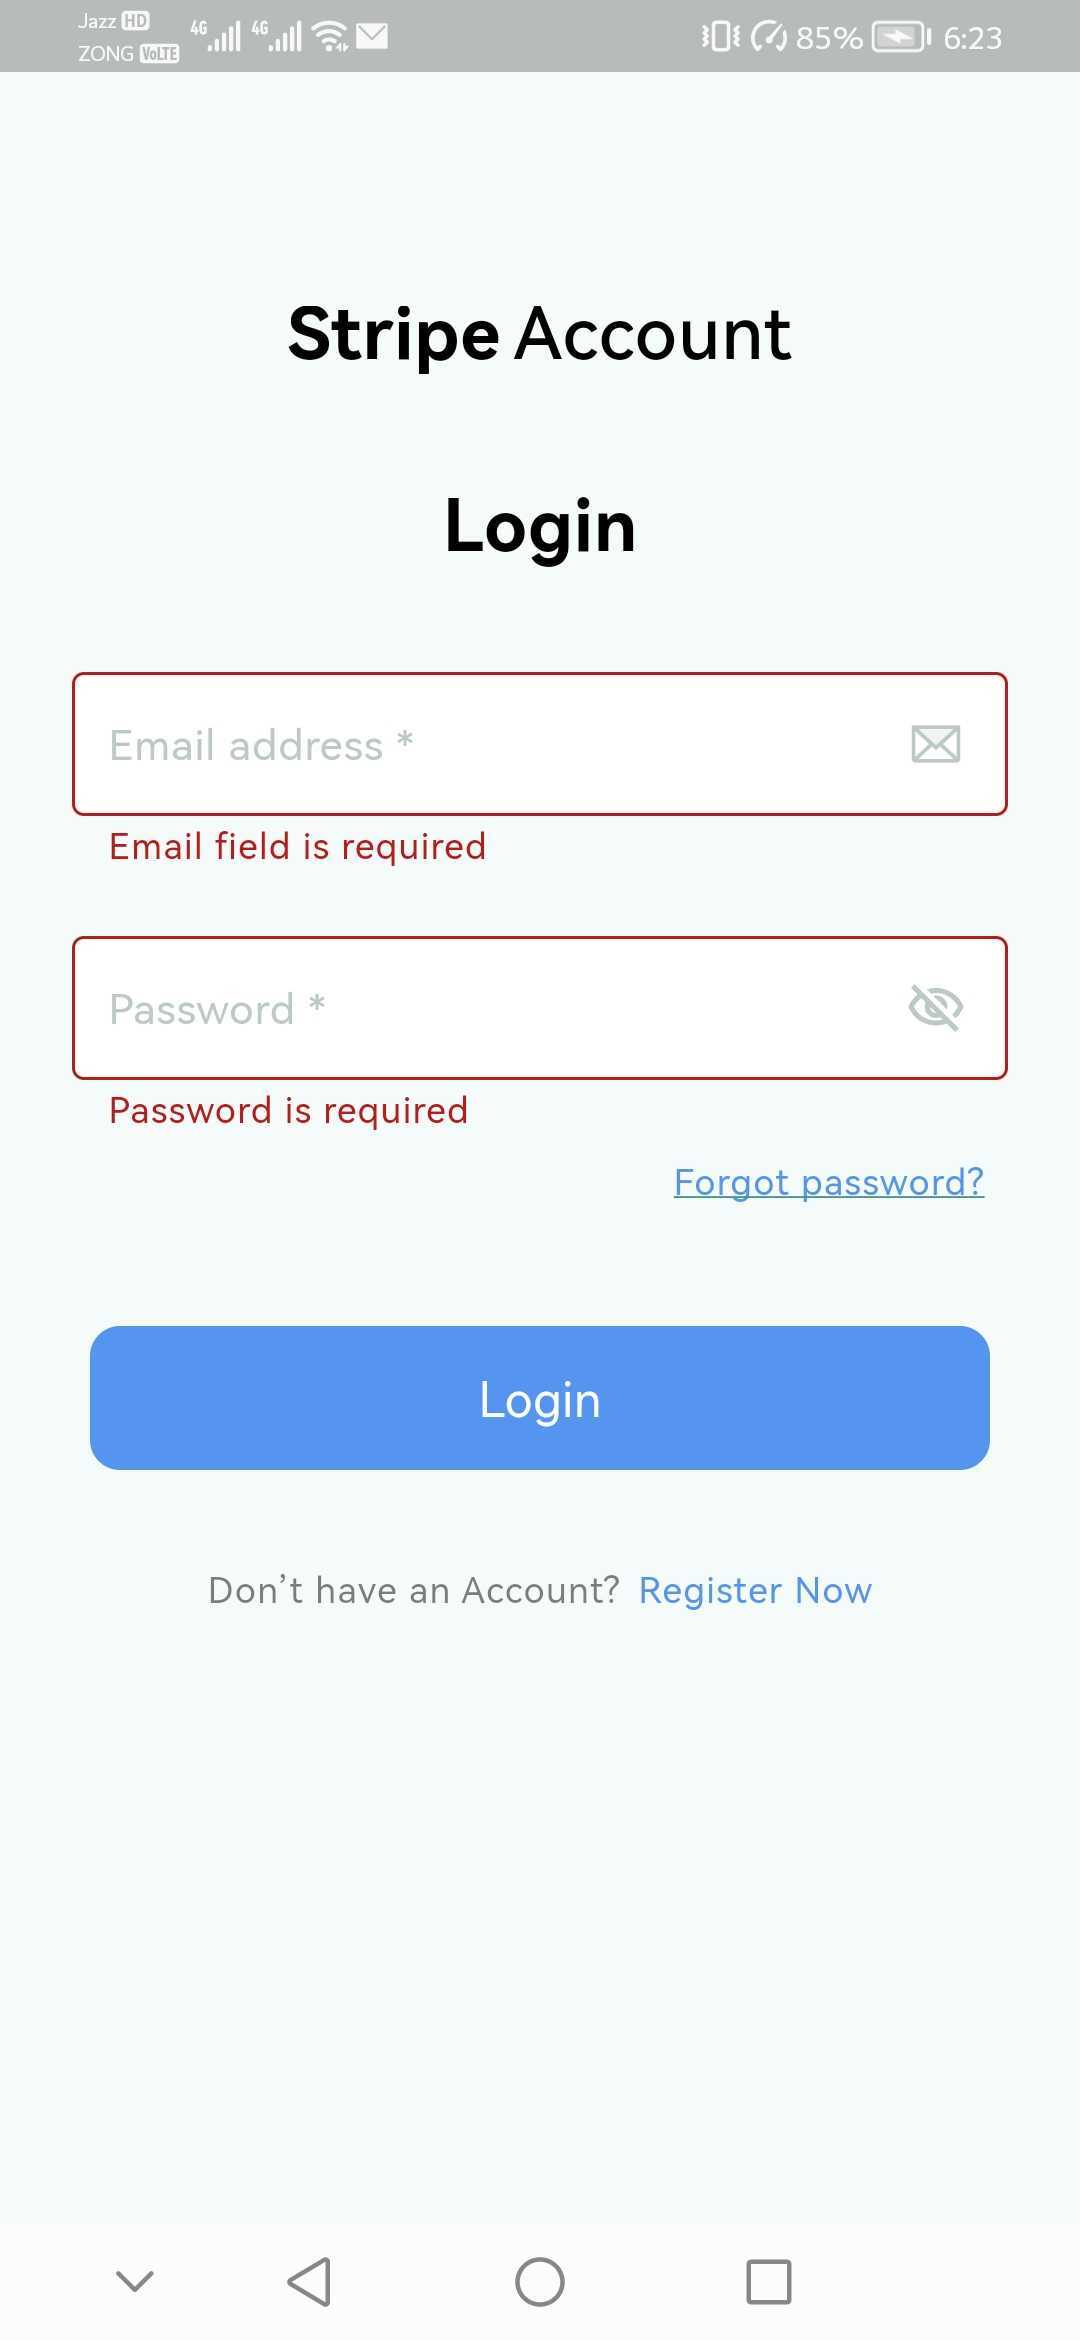 Jazz HD 4G 4G 85% 6:23
ZONG VoLTE
Stripe Account
Login
Email address *
Email field is required
Password *
Password is required
Forgot password?
Login
Don’t have an Account? Register Now